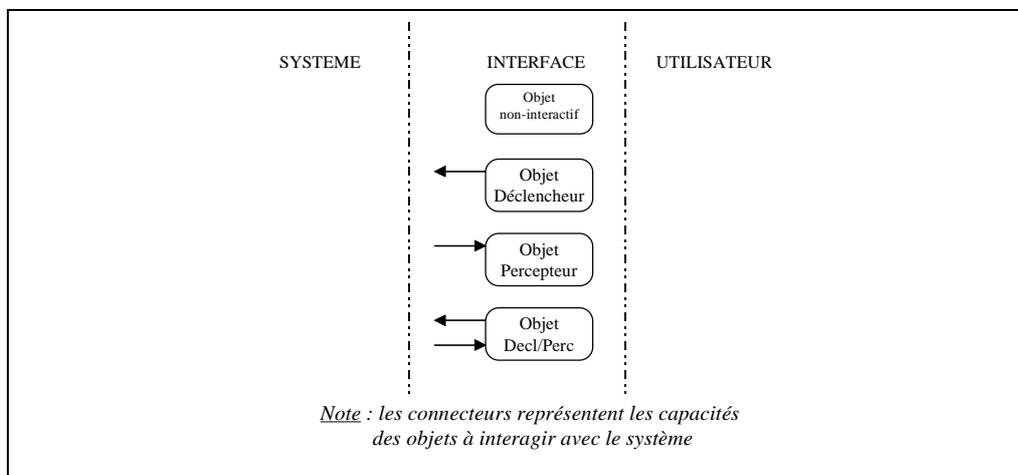 SYSTEME INTERFACE UTILISATEUR
Objet
non-interactif
Objet
Déclencheur
Objet
Percepteur
Objet
Decl/Perc
Note : les connecteurs représentent les capacités
des objets à interagir avec le système